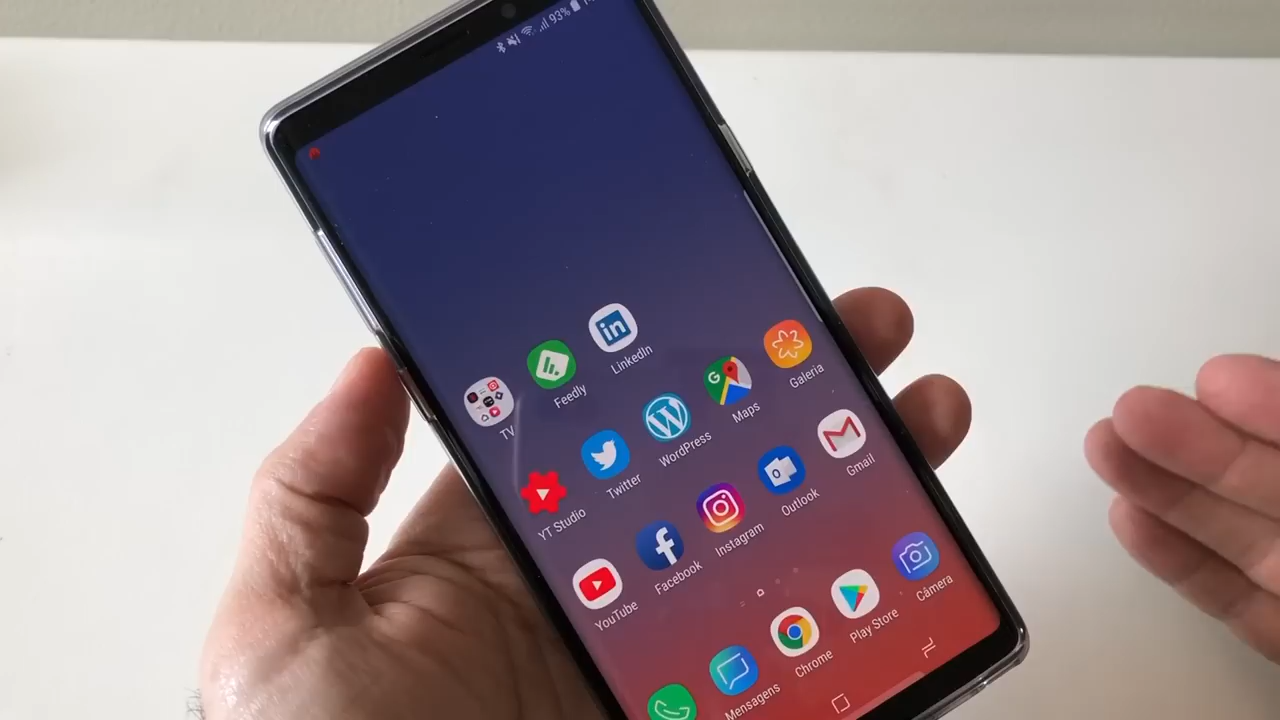 93%
LinkedIn
Feedly
TV
Galeria
Maps
WordPress
Twitter
YT Studio
Gmail
Outlook
Instagram
Facebook
YouTube
Câmera
Play Store
Chrome
Mensagens